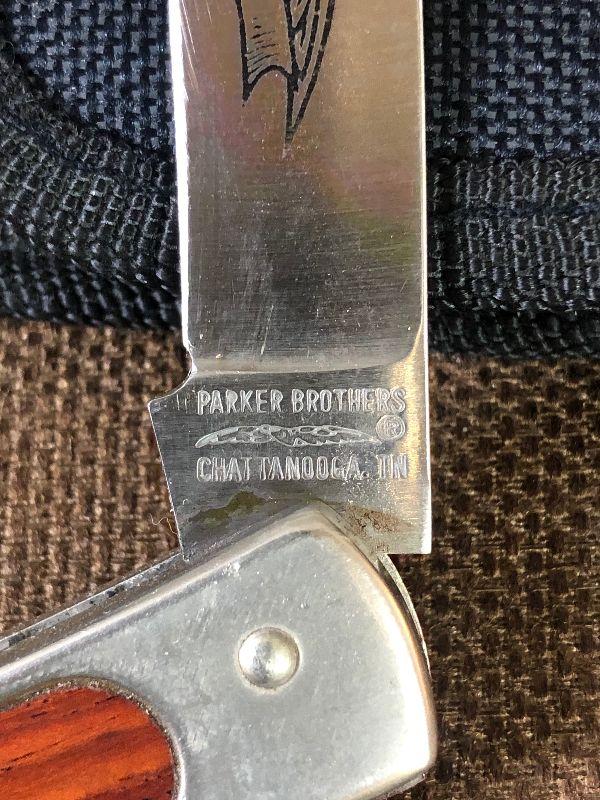 PARKER BROTHERS
®
CHATTANOOGA, TN